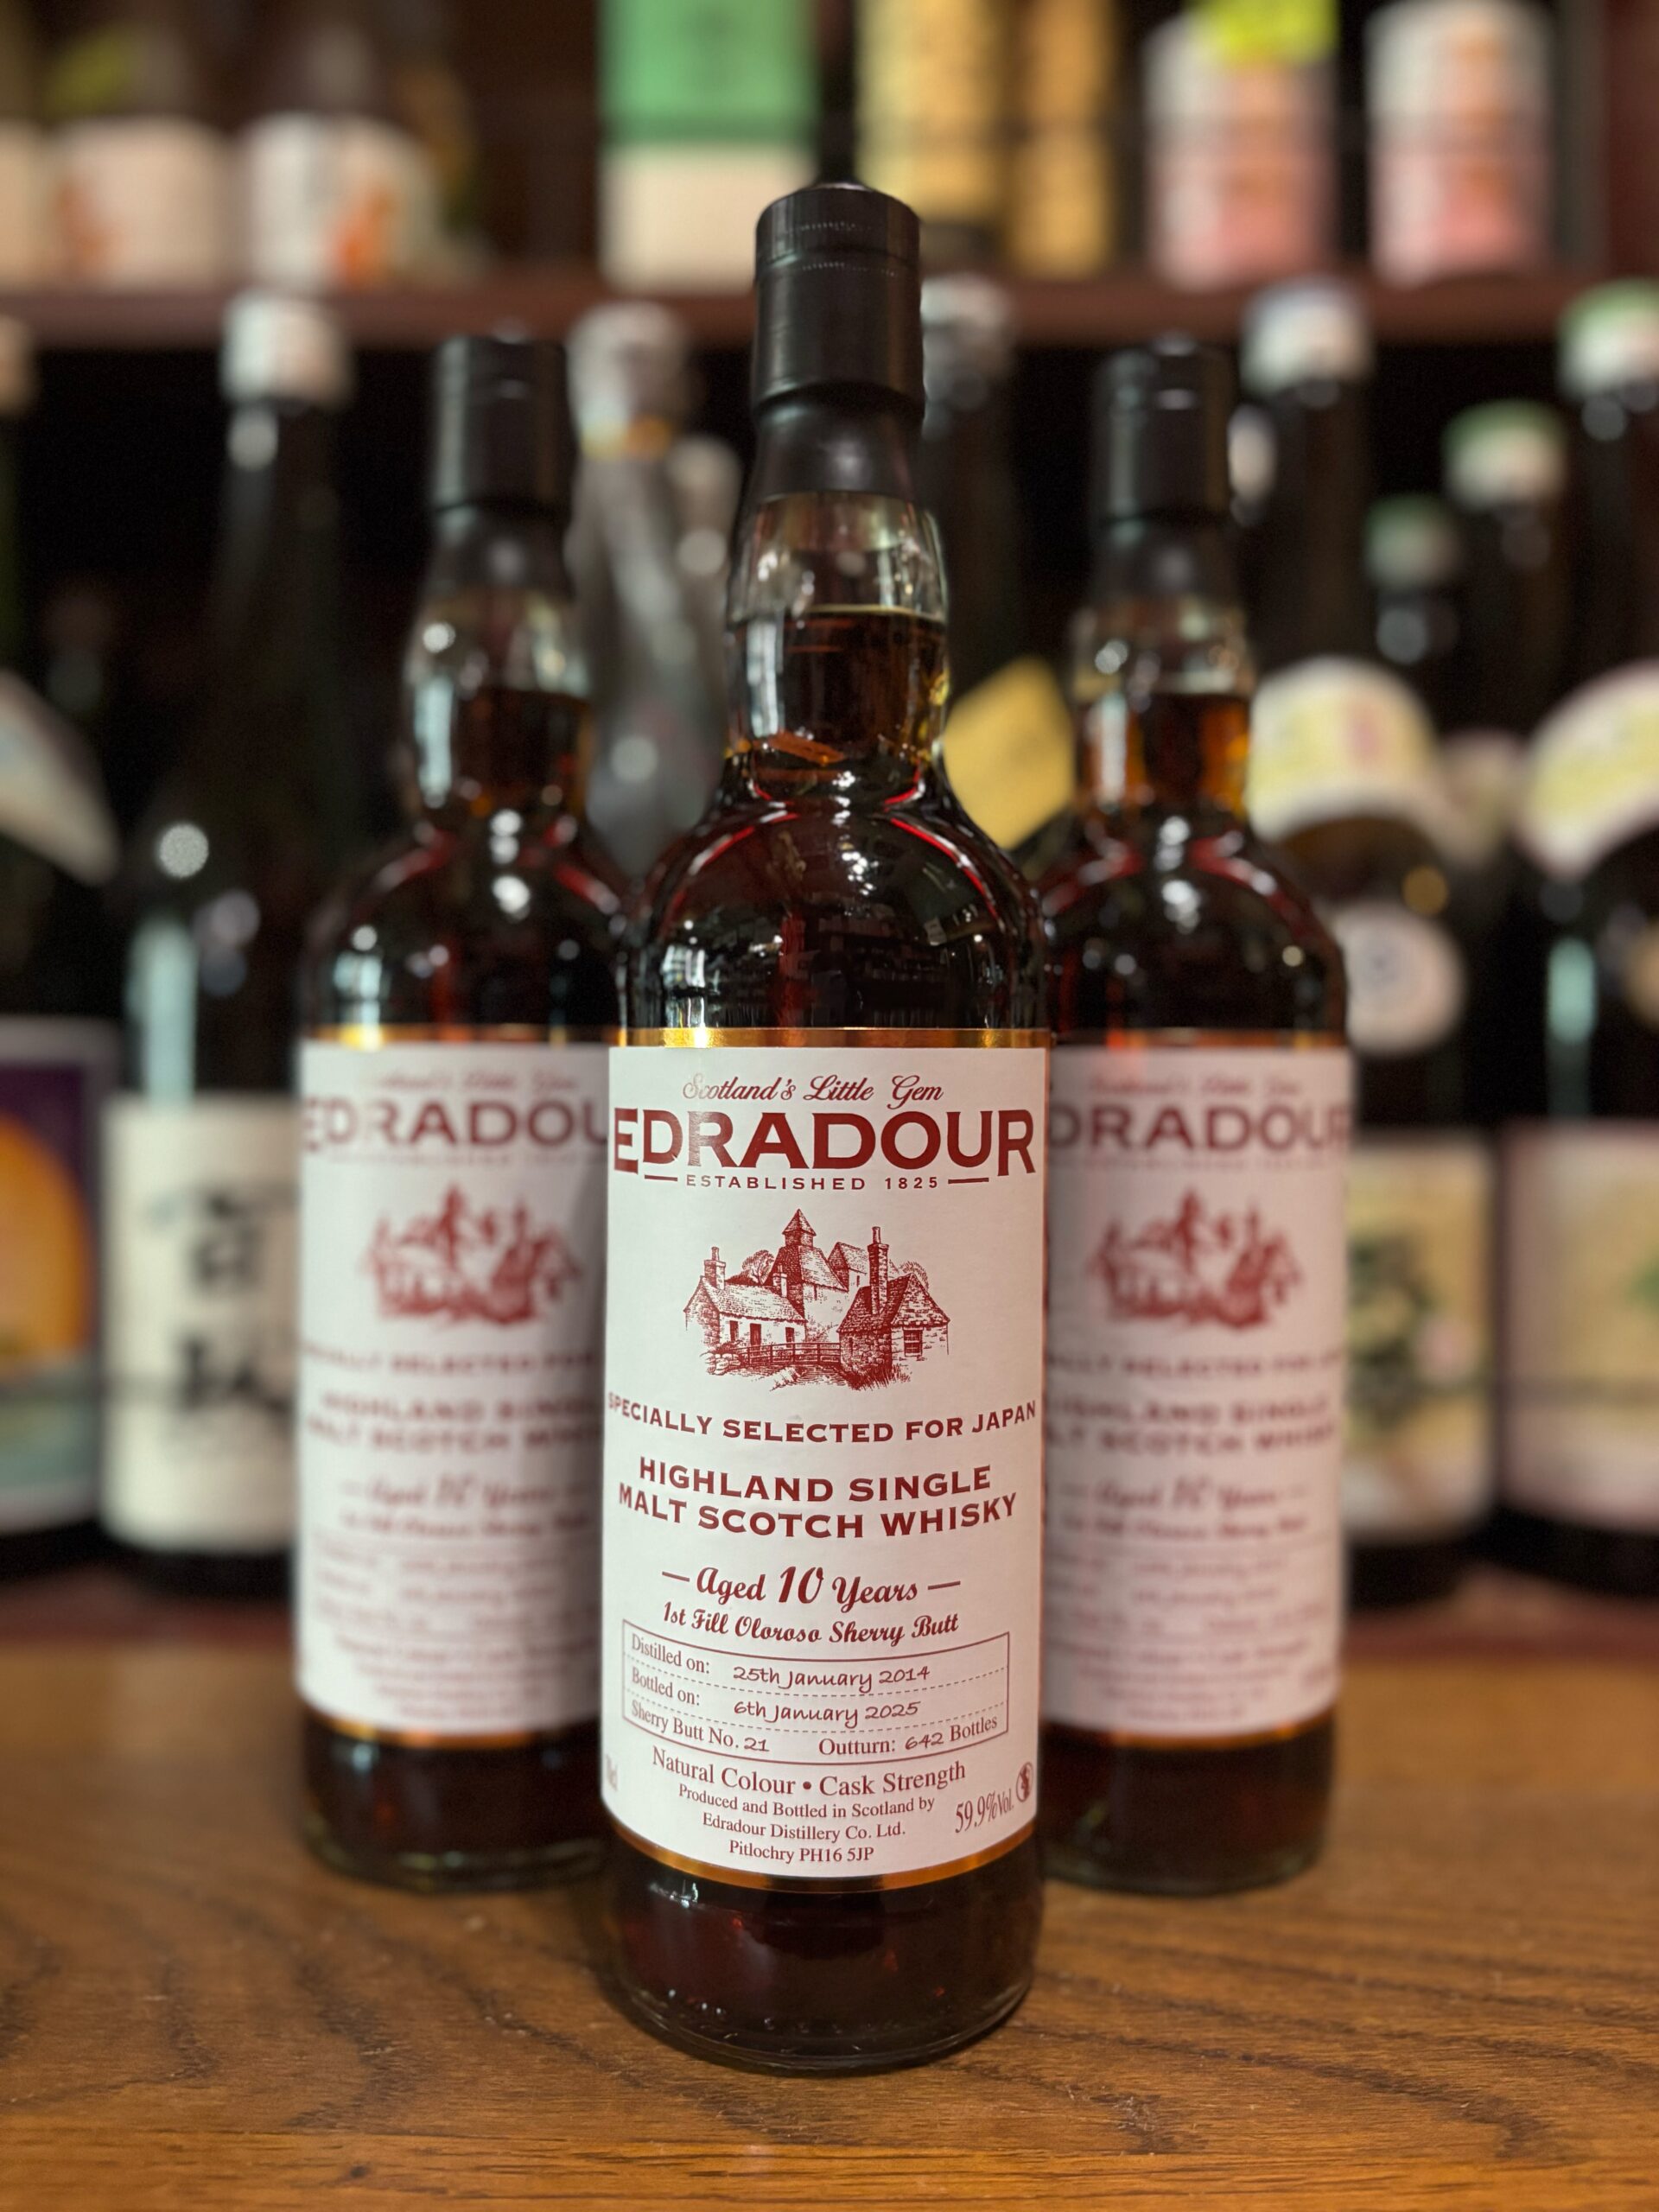 Scotland's Little Gem
EDRADOUR
ESTABLISHED 1825
SPECIALLY SELECTED FOR JAPAN
HIGHLAND SINGLE
MALT SCOTCH WHISKY
Aged 10 Years
1st Fill Oloroso Sherry Butt
Distilled on: 25th January 2014
Bottled on: 6th January 2025
Sherry Butt No. 21 Outturn: 642 Bottles
Natural Colour • Cask Strength
Produced and Bottled in Scotland by
Edradour Distillery Co. Ltd.
Pitlochry PH16 5JP
59.9%Vol.
EDRADOU
DRADOUR